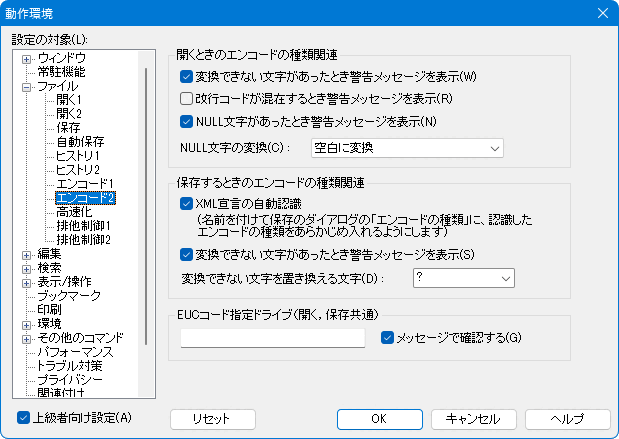 動作環境
設定の対象(L):
ウィンドウ
常駐機能
ファイル
開く1
開く2
保存
自動保存
ヒストリ1
ヒストリ2
エンコード1
エンコード2
高速化
排他制御1
排他制御2
編集
検索
表示/操作
ブックマーク
印刷
環境
その他のコマンド
パフォーマンス
トラブル対策
プライバシー
関連付け
上級者向け設定(A)
開くときのエンコードの種類関連
変換できない文字があったとき警告メッセージを表示(W)
改行コードが混在するとき警告メッセージを表示(R)
NULL文字があったとき警告メッセージを表示(N)
NULL文字の変換(C):
空白に変換
保存するときのエンコードの種類関連
XML宣言の自動認識
(名前を付けて保存のダイアログの「エンコードの種類」に、認識した
エンコードの種類をあらかじめ入れるようにします)
変換できない文字があったとき警告メッセージを表示(S)
変換できない文字を置き換える文字(D):
?
EUCコード指定ドライブ(開く,保存共通)
メッセージで確認する(G)
リセット
OK
キャンセル
ヘルプ